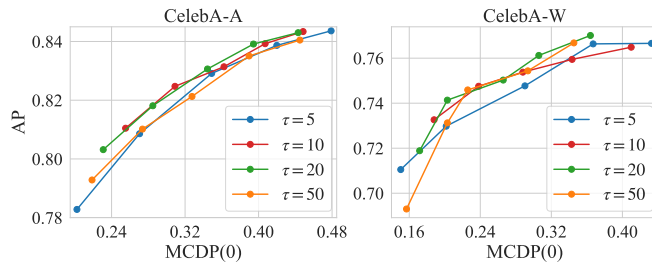 CelebA-A
CelebA-W
AP
0.84
0.82
0.80
0.78
0.24
0.32
0.40
0.48
MCDP(0)
τ = 5
τ = 10
τ = 20
τ = 50
0.76
0.74
0.72
0.70
0.16
0.24
0.32
0.40
MCDP(0)
τ = 5
τ = 10
τ = 20
τ = 50